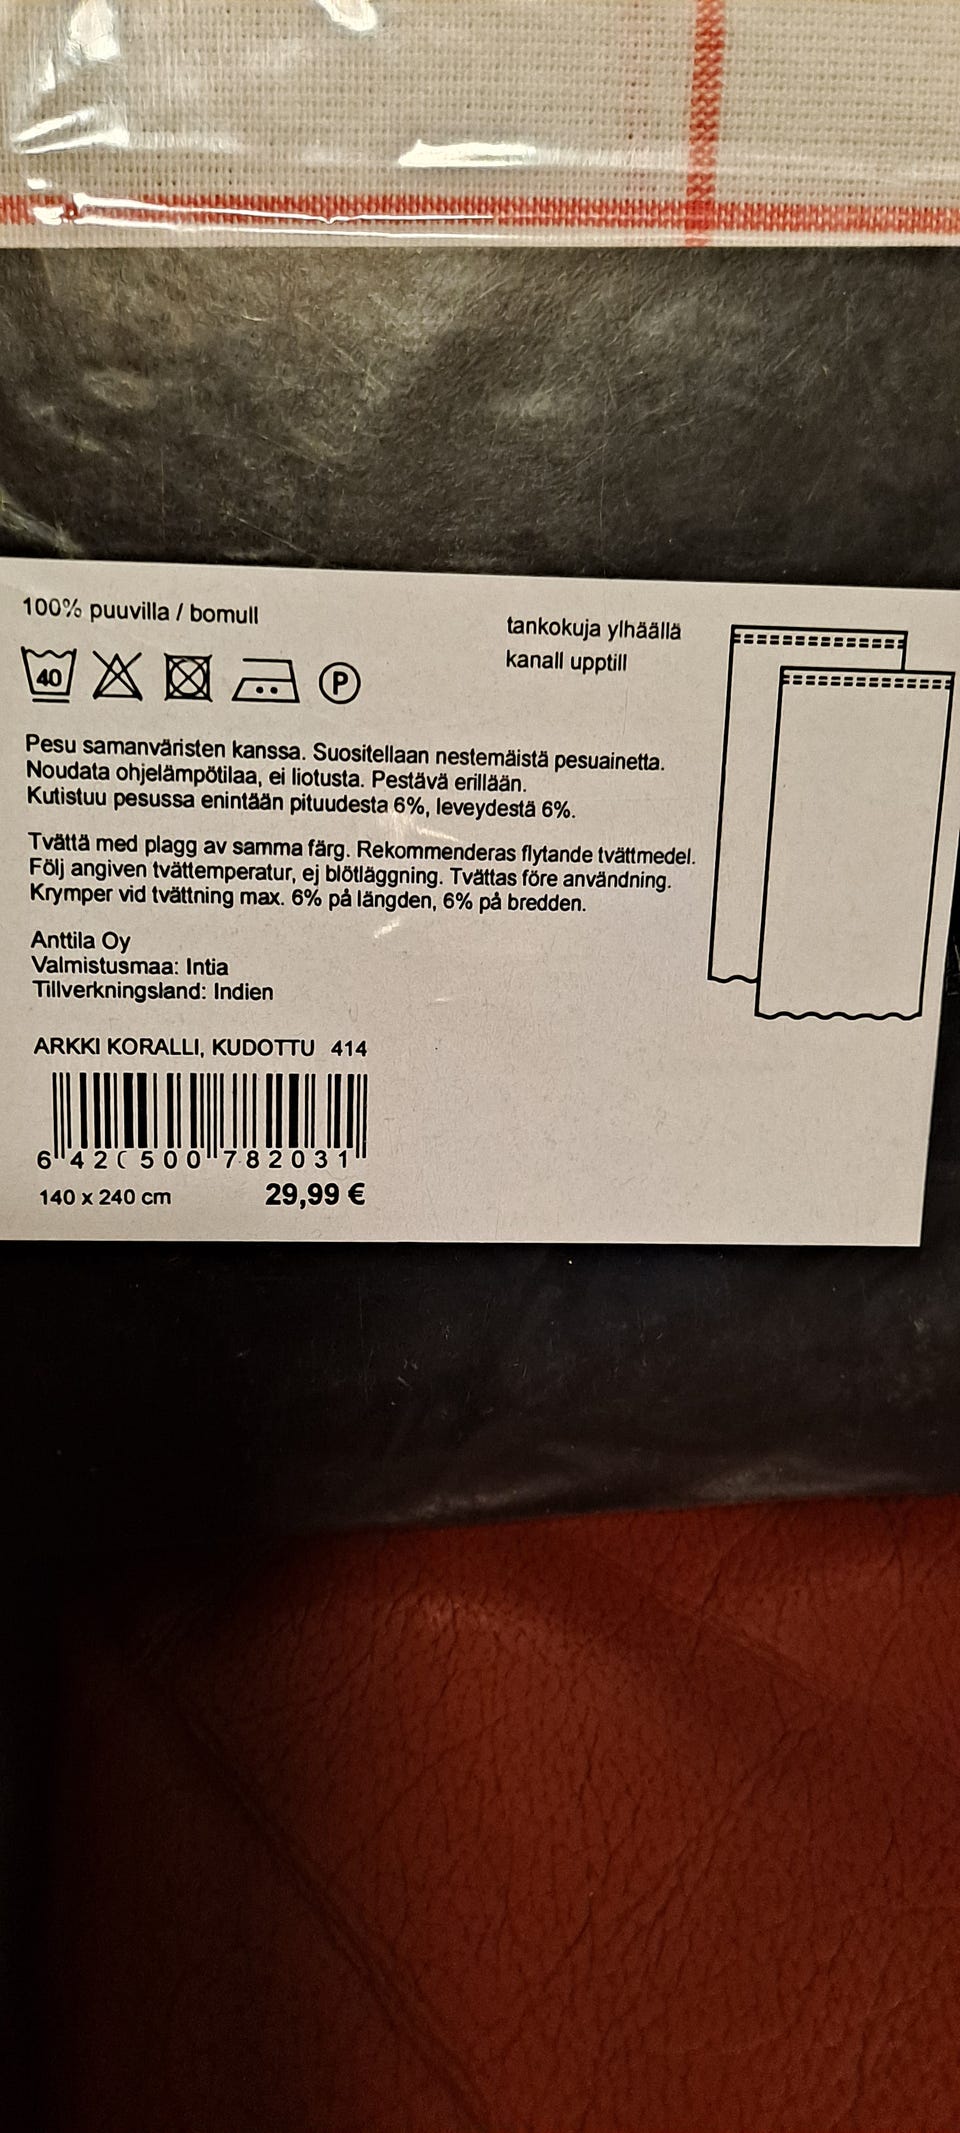 100% puuvilla / bomull
40
P
tankokuja ylhäällä
kanall upptill
Pesu samanväristen kanssa. Suositellaan nestemäistä pesuainetta.
Noudata ohjelämpötilaa, ei liotusta. Pestävä erillään.
Kutistuu pesussa enintään pituudesta 6%, leveydestä 6%.
Tvättä med plagg av samma färg. Rekommenderas flytande tvättmedel.
Följ angiven tvättemperatur, ej blötläggning. Tvättas före användning.
Krymper vid tvättning max. 6% på längden, 6% på bredden.
Anttila Oy
Valmistusmaa: Intia
Tillverkningsland: Indien
ARKKI KORALLI, KUDOTTU 414
6 420500 782031
140 x 240 cm 29,99 €